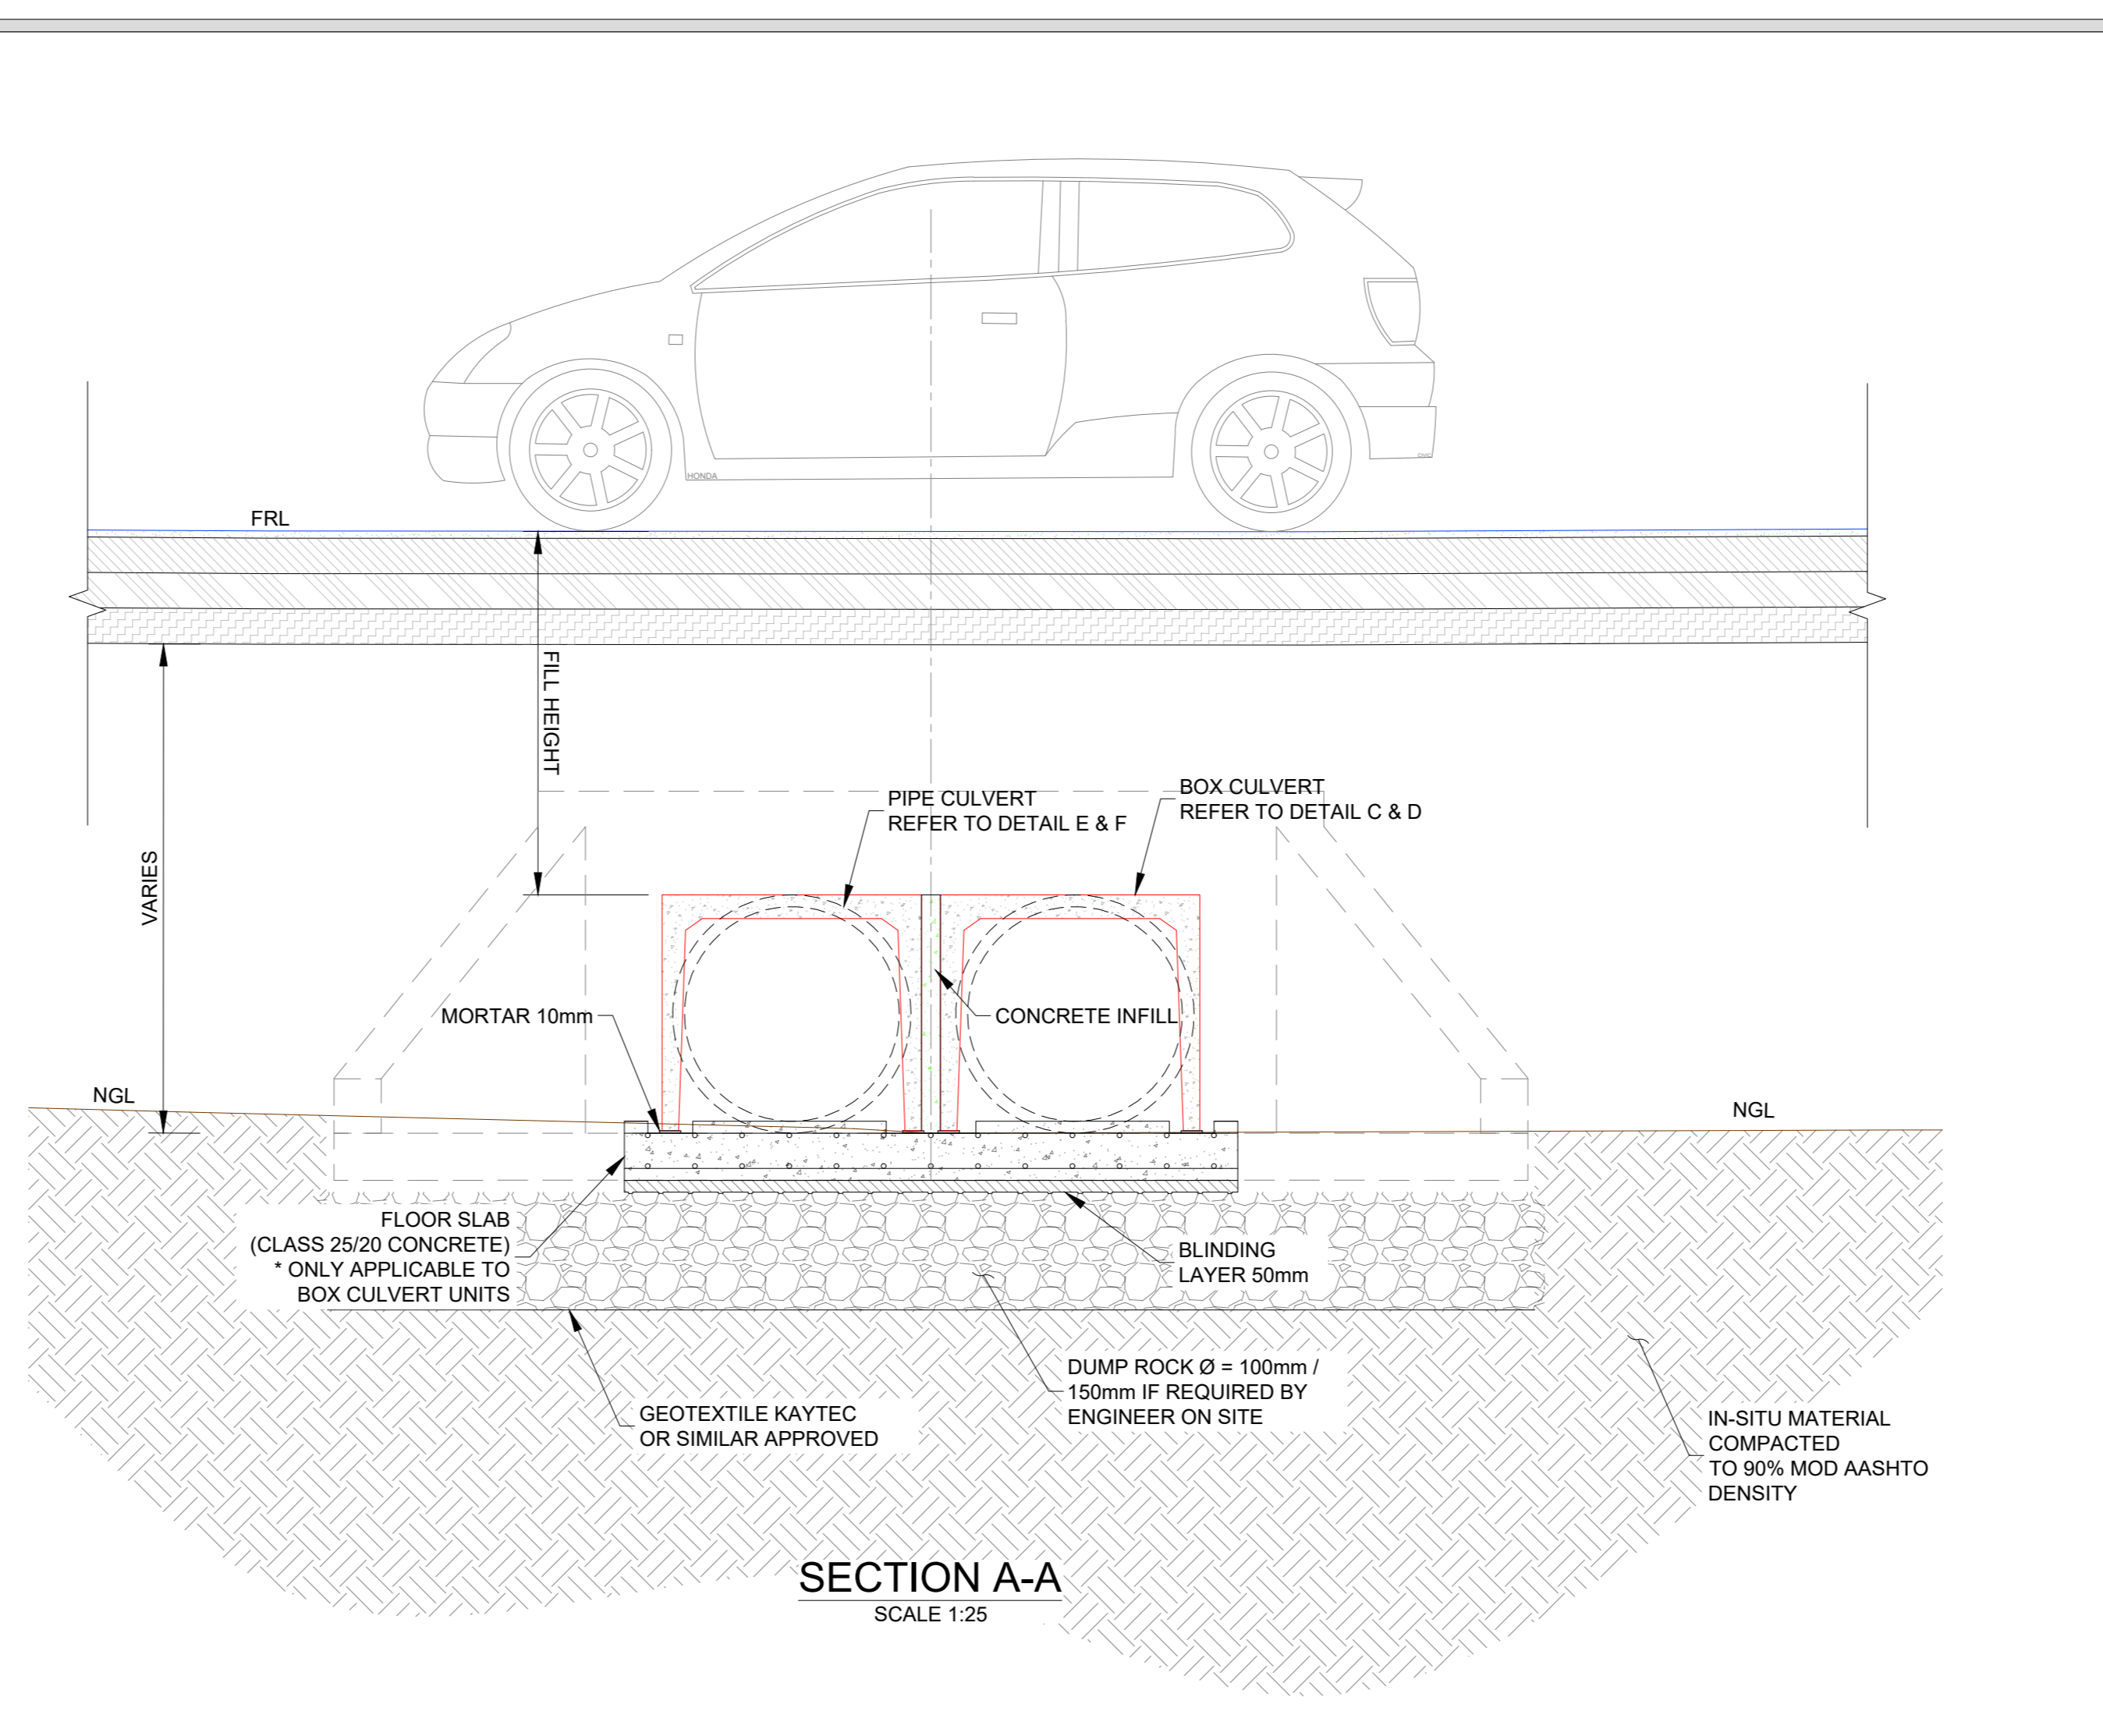 HONDA
CIVIC
FRL
FILL HEIGHT
PIPE CULVERT
REFER TO DETAIL E & F
BOX CULVERT
REFER TO DETAIL C & D
VARIES
MORTAR 10mm
CONCRETE INFILL
NGL
NGL
FLOOR SLAB
(CLASS 25/20 CONCRETE)
* ONLY APPLICABLE TO
BOX CULVERT UNITS
BLINDING
LAYER 50mm
DUMP ROCK Ø = 100mm /
150mm IF REQUIRED BY
ENGINEER ON SITE
GEOTEXTILE KAYTEC
OR SIMILAR APPROVED
IN-SITU MATERIAL
COMPACTED
TO 90% MOD AASHTO
DENSITY
SECTION A-A
SCALE 1:25